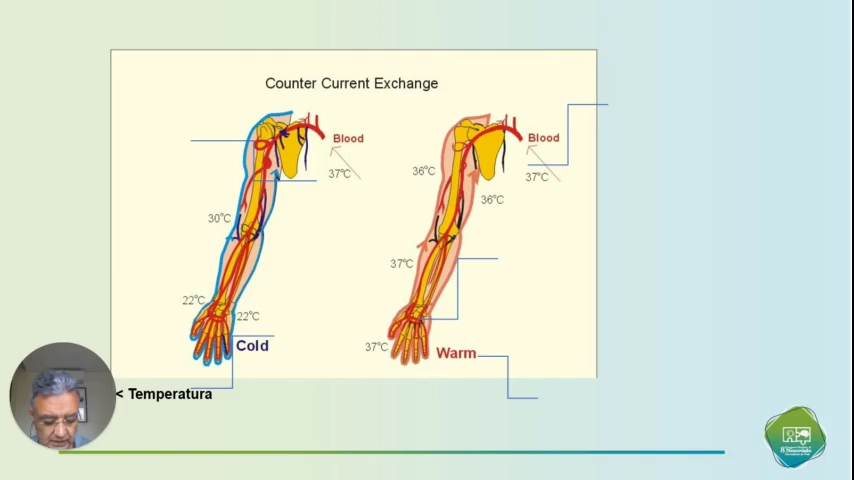 Counter Current Exchange
Blood
37°C
30°C
22°C
22°C
Cold
Blood
37°C
36°C
36°C
37°C
37°C
Warm
< Temperatura